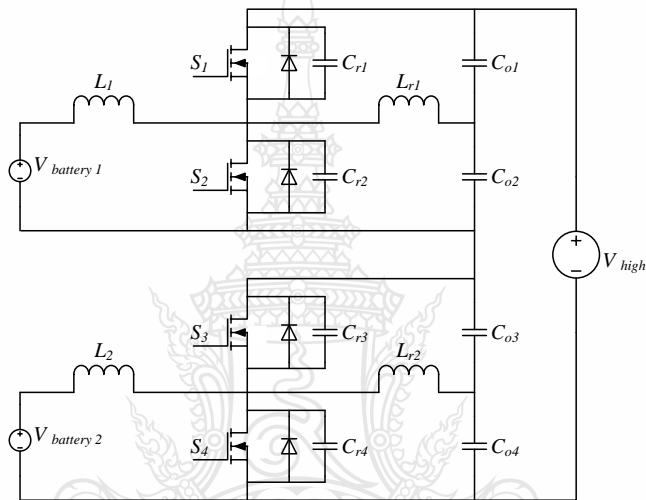 S1
Cr1
Co1
L1
Lr1
V battery 1
S2
Cr2
Co2
V high
S3
Cr3
Co3
L2
Lr2
V battery 2
S4
Cr4
Co4